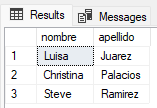 Results Messages
nombre apellido
1 Luisa Juarez
2 Christina Palacios
3 Steve Ramirez